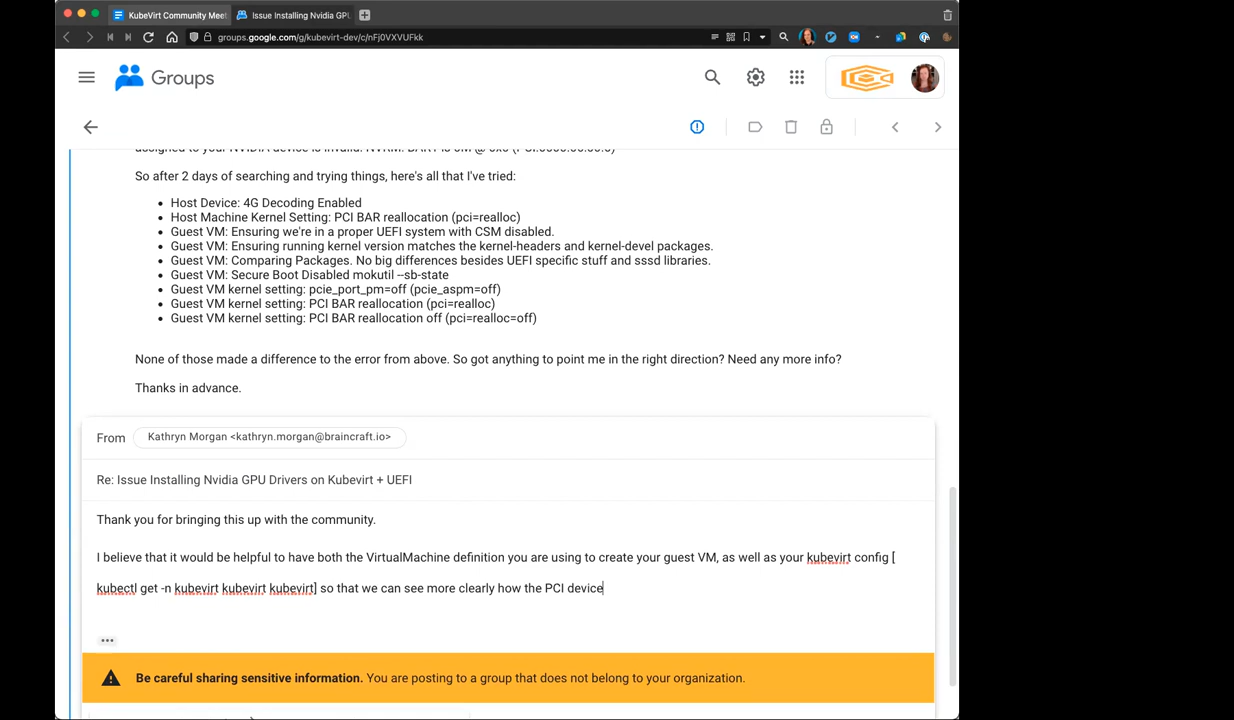 KubeVirt Community Meet
Issue Installing Nvidia GPU
groups.google.com/g/kubevirt-dev/c/nFj0VXVUFkk
Groups
So after 2 days of searching and trying things, here's all that I've tried:
Host Device: 4G Decoding Enabled
Host Machine Kernel Setting: PCI BAR reallocation (pci=realloc)
Guest VM: Ensuring we're in a proper UEFI system with CSM disabled.
Guest VM: Ensuring running kernel version matches the kernel-headers and kernel-devel packages.
Guest VM: Comparing Packages. No big differences besides UEFI specific stuff and sssd libraries.
Guest VM: Secure Boot Disabled mokutil --sb-state
Guest VM kernel setting: pcie_port_pm=off (pcie_aspm=off)
Guest VM kernel setting: PCI BAR reallocation (pci=realloc)
Guest VM kernel setting: PCI BAR reallocation off (pci=realloc=off)
None of those made a difference to the error from above. So got anything to point me in the right direction? Need any more info?
Thanks in advance.
From Kathryn Morgan <kathryn.morgan@braincraft.io>
Re: Issue Installing Nvidia GPU Drivers on Kubevirt + UEFI
Thank you for bringing this up with the community.
I believe that it would be helpful to have both the VirtualMachine definition you are using to create your guest VM, as well as your kubevirt config [
kubectl get -n kubevirt kubevirt kubevirt] so that we can see more clearly how the PCI device
Be careful sharing sensitive information. You are posting to a group that does not belong to your organization.